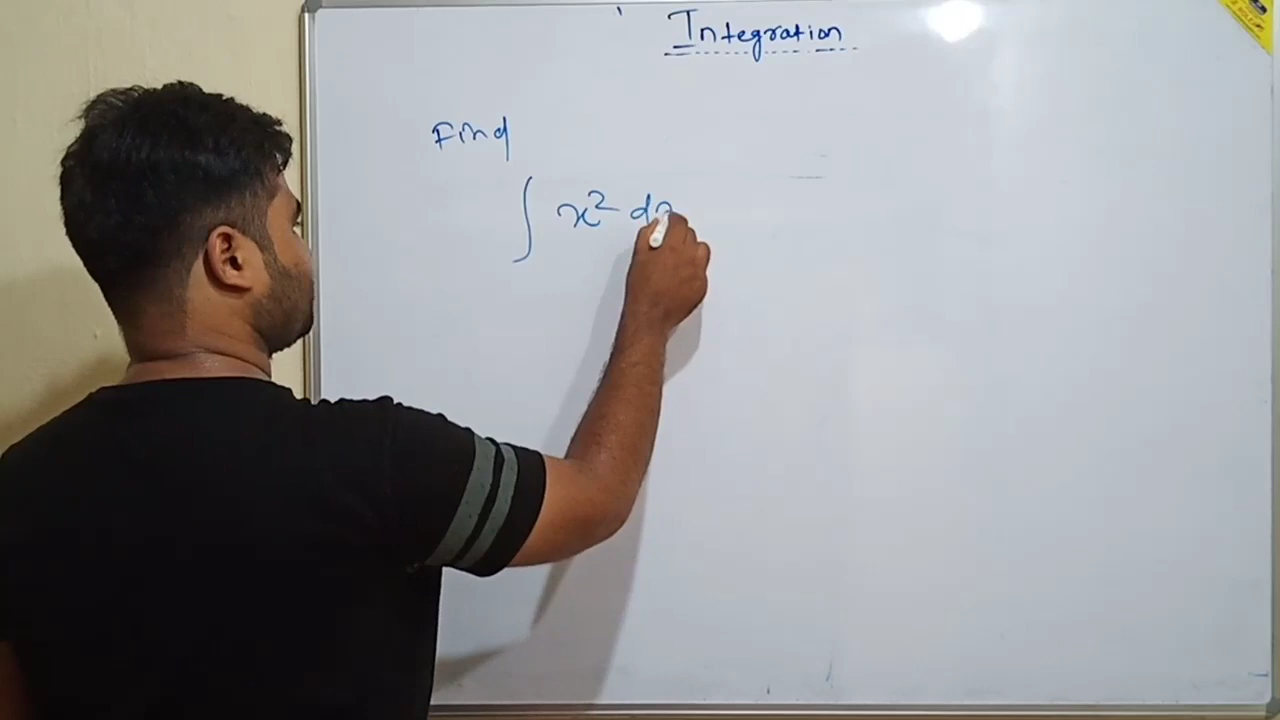 Integration
Find
∫ x² dx